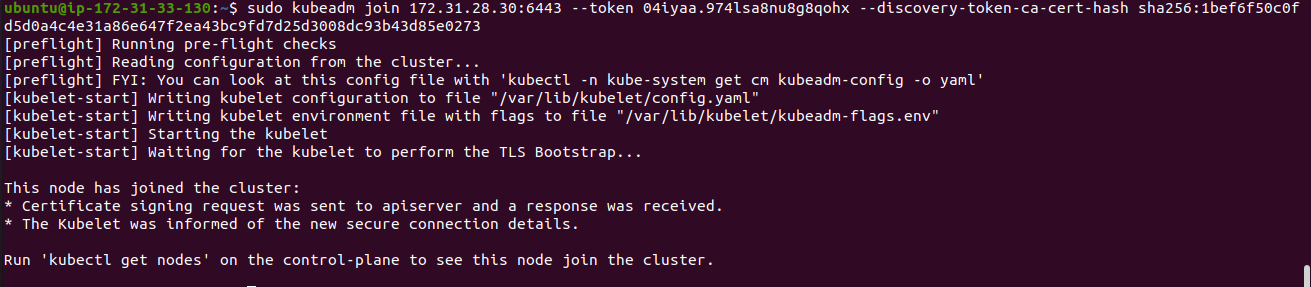 ubuntu@ip-172-31-33-130:~$ sudo kubeadm join 172.31.28.30:6443 --token 04iyaa.974lsa8nu8g8qohx --discovery-token-ca-cert-hash sha256:1bef6f50c0f
d5d0a4c4e31a86e647f2ea43bc9fd7d25d3008dc93b43d85e0273
[preflight] Running pre-flight checks
[preflight] Reading configuration from the cluster...
[preflight] FYI: You can look at this config file with 'kubectl -n kube-system get cm kubeadm-config -o yaml'
[kubelet-start] Writing kubelet configuration to file "/var/lib/kubelet/config.yaml"
[kubelet-start] Writing kubelet environment file with flags to file "/var/lib/kubelet/kubeadm-flags.env"
[kubelet-start] Starting the kubelet
[kubelet-start] Waiting for the kubelet to perform the TLS Bootstrap...
This node has joined the cluster:
* Certificate signing request was sent to apiserver and a response was received.
* The Kubelet was informed of the new secure connection details.
Run 'kubectl get nodes' on the control-plane to see this node join the cluster.